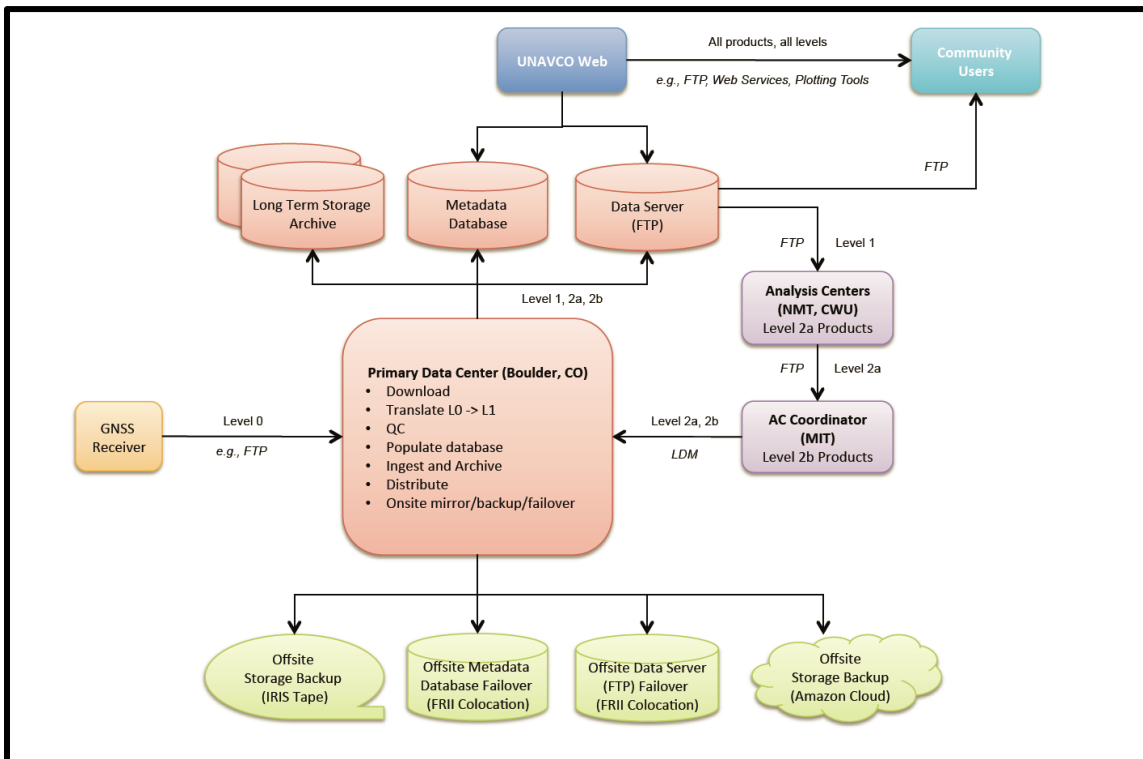 UNAVCO Web
All products, all levels
e.g., FTP, Web Services, Plotting Tools
Community
Users
Long Term Storage
Archive
Metadata
Database
Data Server
(FTP)
FTP
FTP
Level 1
Level 1, 2a, 2b
Analysis Centers
(NMT, CWU)
Level 2a Products
FTP
Level 2a
Primary Data Center (Boulder, CO)
• Download
• Translate L0 -> L1
• QC
• Populate database
• Ingest and Archive
• Distribute
• Onsite mirror/backup/failover
GNSS
Receiver
Level 0
e.g., FTP
Level 2a, 2b
LDM
AC Coordinator
(MIT)
Level 2b Products
Offsite
Storage Backup
(IRIS Tape)
Offsite Metadata
Database Failover
(FRII Colocation)
Offsite Data Server
(FTP) Failover
(FRII Colocation)
Offsite
Storage Backup
(Amazon Cloud)